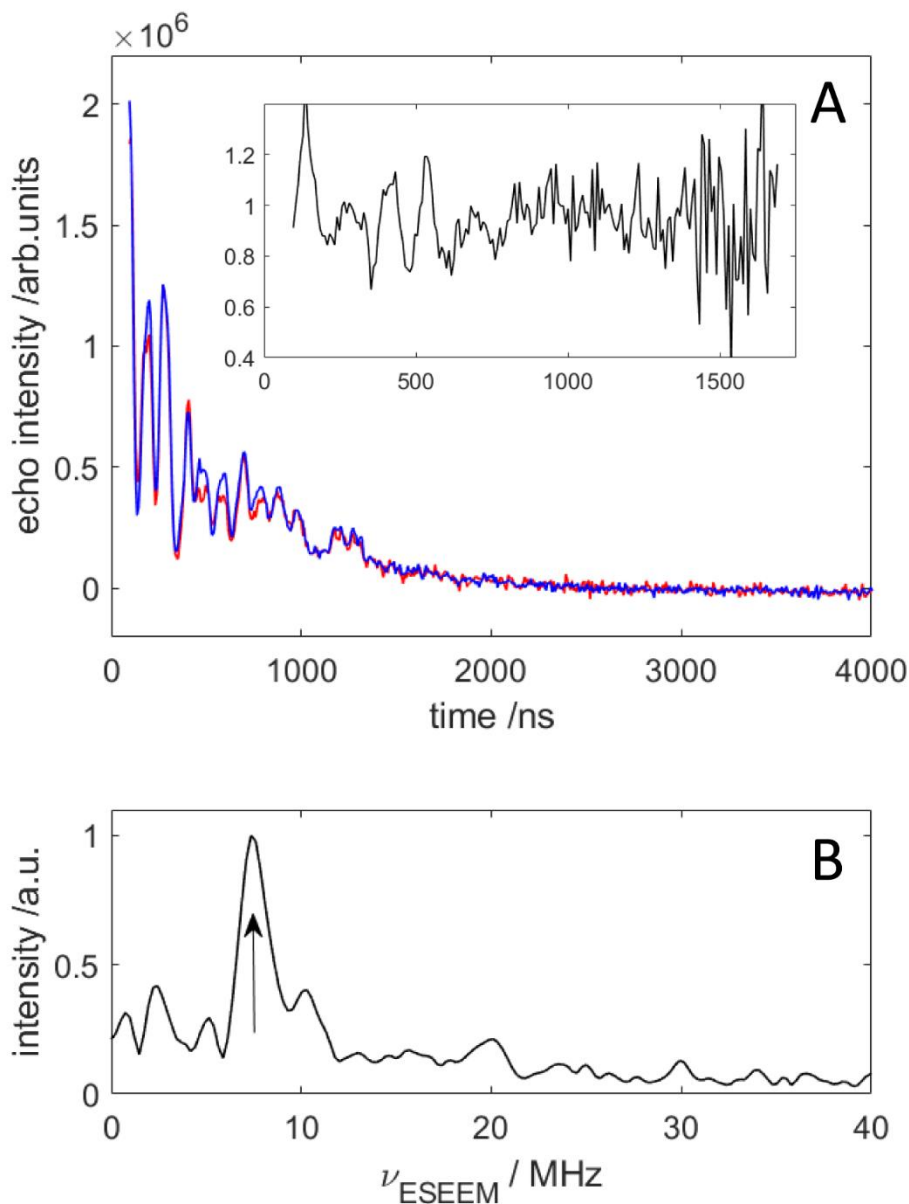 × 10⁶
A
2
1.5
1
0.5
0
echo intensity /arb.units
1.2
1
0.8
0.6
0.4
0 500 1000 1500
0 1000 2000 3000 4000
time /ns
B
1
0.5
0
intensity /a.u.
0 10 20 30 40
ν_ESEEM / MHz